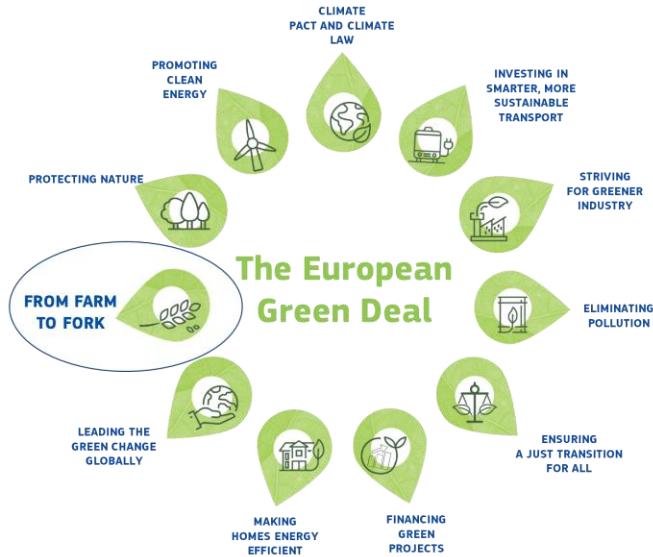 CLIMATE
PACT AND CLIMATE
LAW
PROMOTING
CLEAN
ENERGY
INVESTING IN
SMARTER, MORE
SUSTAINABLE
TRANSPORT
PROTECTING NATURE
STRIVING
FOR GREENER
INDUSTRY
The European
Green Deal
FROM FARM
TO FORK
ELIMINATING
POLLUTION
LEADING THE
GREEN CHANGE
GLOBALLY
ENSURING
A JUST TRANSITION
FOR ALL
MAKING
HOMES ENERGY
EFFICIENT
FINANCING
GREEN
PROJECTS